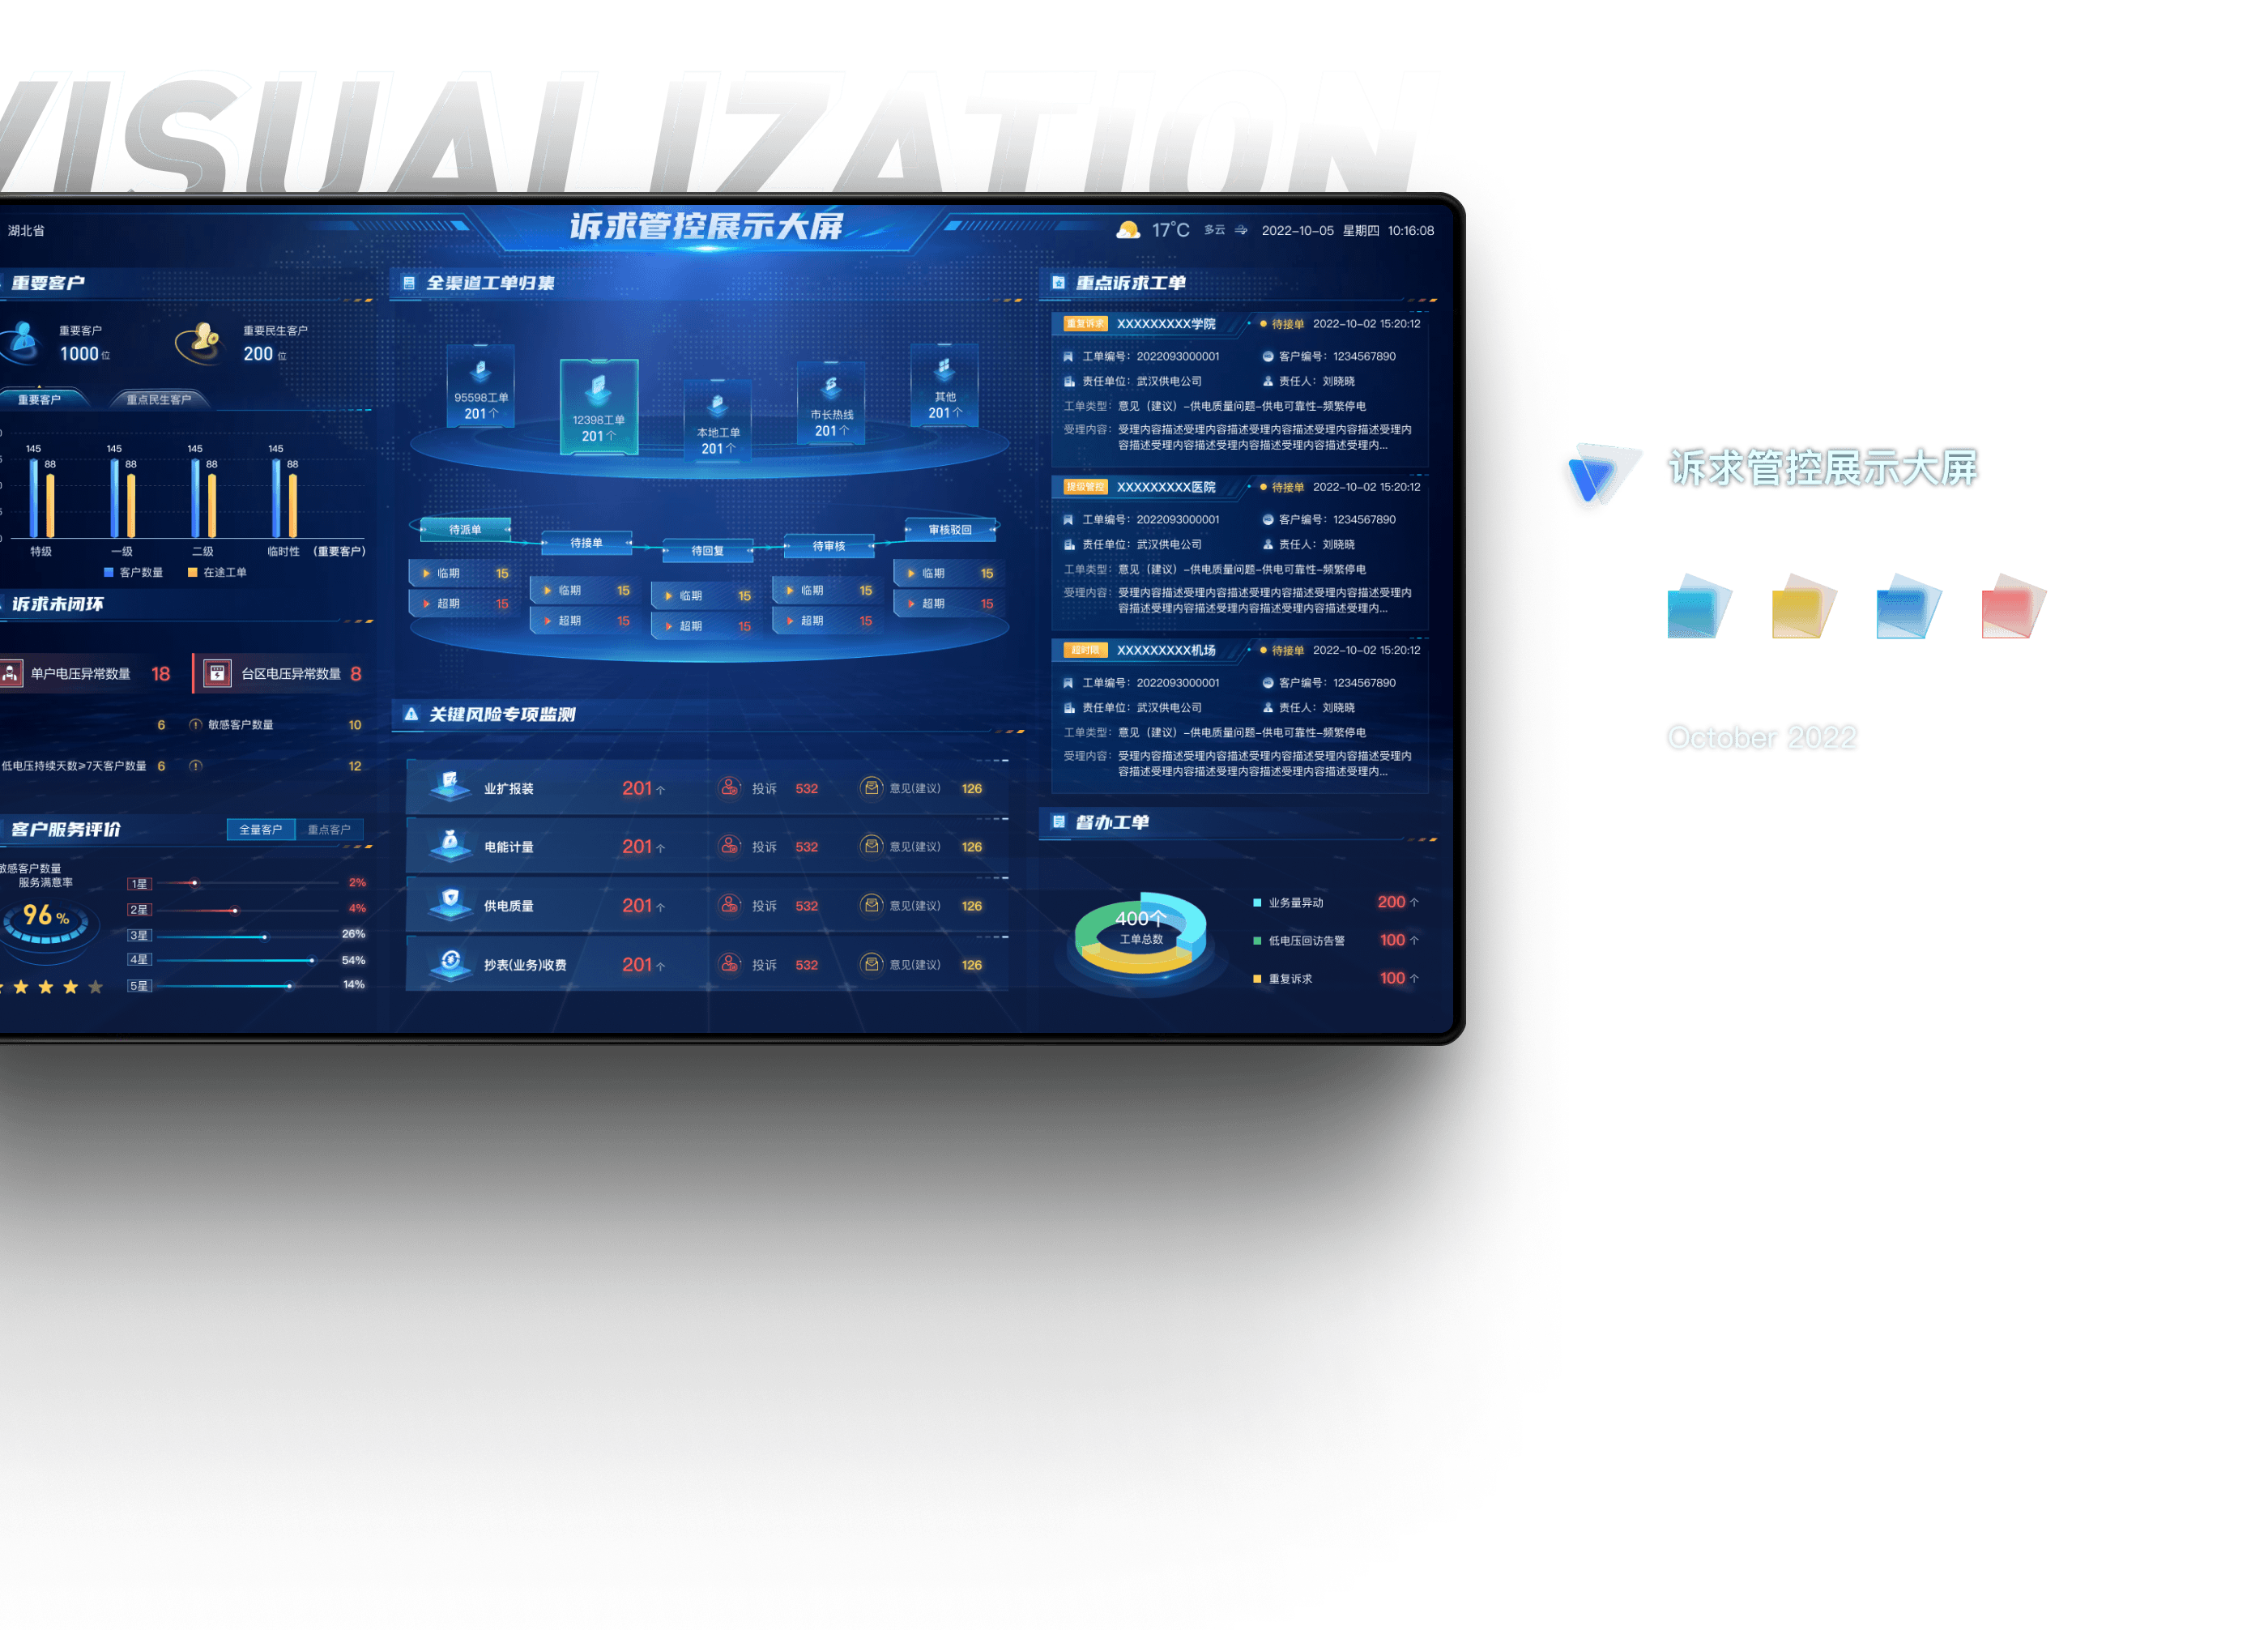 VISUALIZATION
湖北省
诉求管控展示大屏
17°C 多云 2022-10-05 星期四 10:16:08
重要客户
重要客户
1000位
重要民生客户
200 位
重要客户 重点民生客户
145 88 145 88 145 88 145 88
特级 一级 二级 临时性 (重要客户)
客户数量 在途工单
诉求未闭环
单户电压异常数量 18
台区电压异常数量 8
6 敏感客户数量 10
低电压持续天数≥7天客户数量 6 12
客户服务评价
全量客户 重点客户
敏感客户数量
服务满意率
96%
1星 2%
2星 4%
3星 26%
4星 54%
5星 14%
全渠道工单归集
95598工单
201个
12398工单
201个
本地工单
201个
市长热线
201个
其他
201个
待派单
临期 15
超期 15
待接单
临期 15
超期 15
待回复
临期 15
超期 15
待审核
临期 15
超期 15
审核驳回
临期 15
超期 15
关键风险专项监测
业扩报装 201个 投诉 532 意见(建议) 126
电能计量 201个 投诉 532 意见(建议) 126
供电质量 201个 投诉 532 意见(建议) 126
抄表(业务)收费 201个 投诉 532 意见(建议) 126
重点诉求工单
重复诉求 XXXXXXXXX学院 待接单 2022-10-02 15:20:12
工单编号：2022093000001 客户编号：1234567890
责任单位：武汉供电公司 责任人：刘晓晓
工单类型：意见（建议）-供电质量问题-供电可靠性-频繁停电
受理内容：受理内容描述受理内容描述受理内容描述受理内容描述受理内
容描述受理内容描述受理内容描述受理内容描述受理内...
提级管控 XXXXXXXXX医院 待接单 2022-10-02 15:20:12
工单编号：2022093000001 客户编号：1234567890
责任单位：武汉供电公司 责任人：刘晓晓
工单类型：意见（建议）-供电质量问题-供电可靠性-频繁停电
受理内容：受理内容描述受理内容描述受理内容描述受理内容描述受理内
容描述受理内容描述受理内容描述受理内容描述受理内...
超时限 XXXXXXXXX机场 待接单 2022-10-02 15:20:12
工单编号：2022093000001 客户编号：1234567890
责任单位：武汉供电公司 责任人：刘晓晓
工单类型：意见（建议）-供电质量问题-供电可靠性-频繁停电
受理内容：受理内容描述受理内容描述受理内容描述受理内容描述受理内
容描述受理内容描述受理内容描述受理内容描述受理内...
督办工单
400个
工单总数
业务量异动 200个
低电压回访告警 100个
重复诉求 100个
诉求管控展示大屏
October 2022